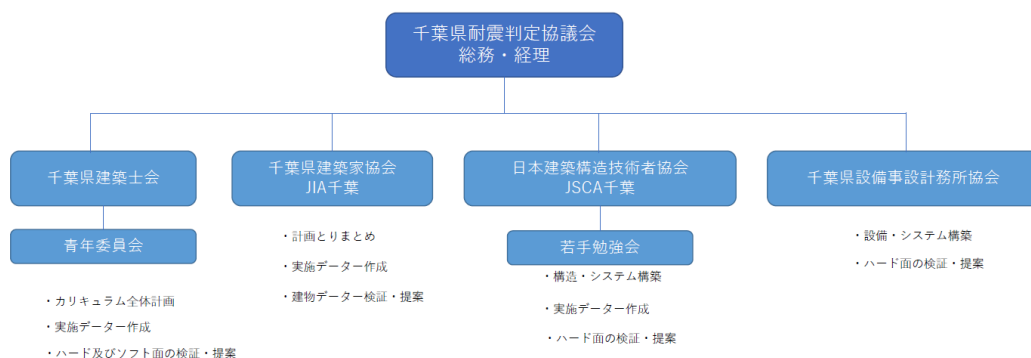 千葉県耐震判定協議会
総務・経理
千葉県建築士会
青年委員会
・カリキュラム全体計画
・実施データー作成
・ハード及びソフト面の検証・提案
千葉県建築家協会
JIA千葉
・計画とりまとめ
・実施データー作成
・建物データー検証・提案
日本建築構造技術者協会
JSCA千葉
若手勉強会
・構造・システム構築
・実施データー作成
・ハード面の検証・提案
千葉県設備事設計務所協会
・設備・システム構築
・ハード面の検証・提案